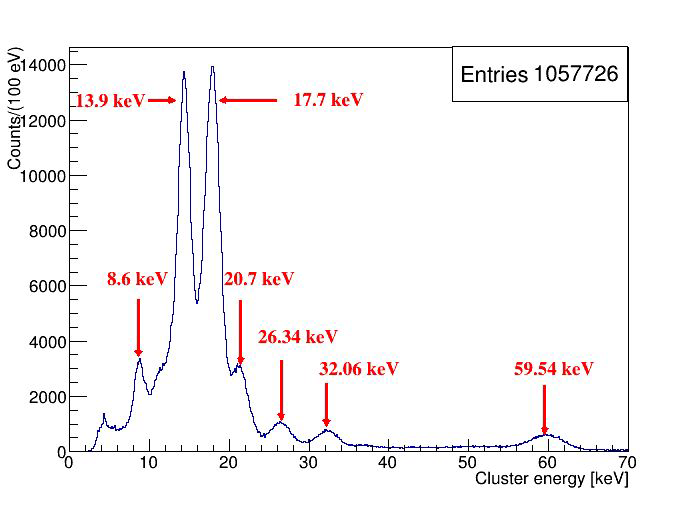 Counts/(100 eV)
14000
12000
10000
8000
6000
4000
2000
0
Entries 1057726
13.9 keV
17.7 keV
8.6 keV
20.7 keV
26.34 keV
32.06 keV
59.54 keV
0 10 20 30 40 50 60 70
Cluster energy [keV]